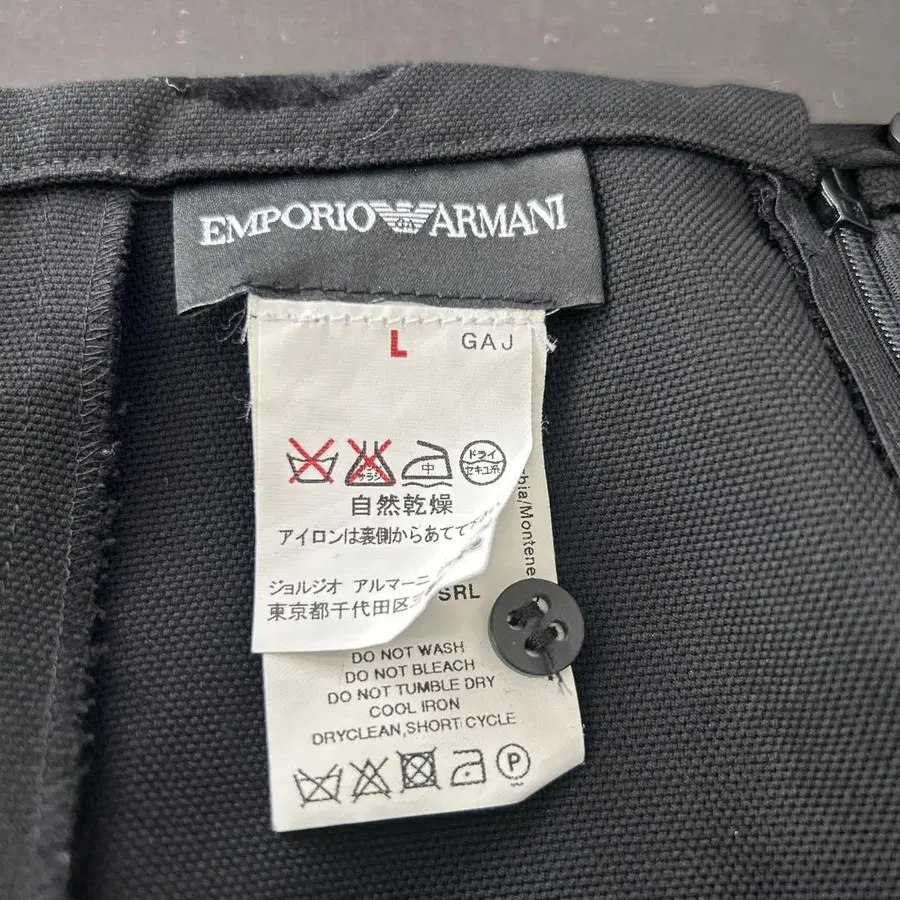 EMPORIO ARMANI
L GAJ
サラシ
中
ドライ
セキユ系
自然乾燥
アイロンは裏側からあてて下
ジョルジオ アルマーニ
東京都千代田区
SRL
bia/Montene
DO NOT WASH
DO NOT BLEACH
DO NOT TUMBLE DRY
COOL IRON
DRYCLEAN,SHORT CYCLE
P